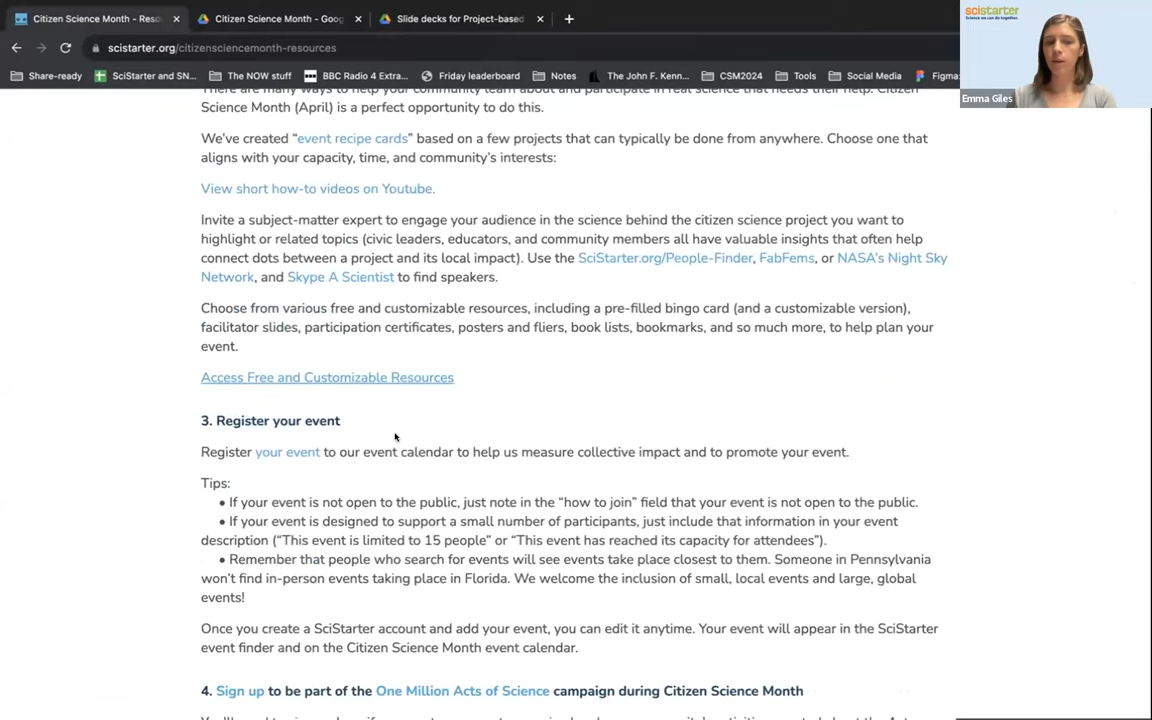 Citizen Science Month - Reso
Citizen Science Month - Goog
Slide decks for Project-based
scistarter.org/citizensciencemonth-resources
Share-ready
SciStarter and SN...
The NOW stuff
BBC Radio 4 Extra...
Friday leaderboard
Notes
The John F. Kenn...
CSM2024
Tools
Social Media
Figma:
scistarter
Science we can do together.
Emma Giles
There are many ways to help your community learn about and participate in real science that needs their help. Citizen
Science Month (April) is a perfect opportunity to do this.
We've created “event recipe cards” based on a few projects that can typically be done from anywhere. Choose one that
aligns with your capacity, time, and community's interests:
View short how-to videos on Youtube.
Invite a subject-matter expert to engage your audience in the science behind the citizen science project you want to
highlight or related topics (civic leaders, educators, and community members all have valuable insights that often help
connect dots between a project and its local impact). Use the SciStarter.org/People-Finder, FabFems, or NASA's Night Sky
Network, and Skype A Scientist to find speakers.
Choose from various free and customizable resources, including a pre-filled bingo card (and a customizable version),
facilitator slides, participation certificates, posters and fliers, book lists, bookmarks, and so much more, to help plan your
event.
Access Free and Customizable Resources
3. Register your event
Register your event to our event calendar to help us measure collective impact and to promote your event.
Tips:
• If your event is not open to the public, just note in the “how to join” field that your event is not open to the public.
• If your event is designed to support a small number of participants, just include that information in your event
description (“This event is limited to 15 people” or “This event has reached its capacity for attendees”).
• Remember that people who search for events will see events take place closest to them. Someone in Pennsylvania
won't find in-person events taking place in Florida. We welcome the inclusion of small, local events and large, global
events!
Once you create a SciStarter account and add your event, you can edit it anytime. Your event will appear in the SciStarter
event finder and on the Citizen Science Month event calendar.
4. Sign up to be part of the One Million Acts of Science campaign during Citizen Science Month